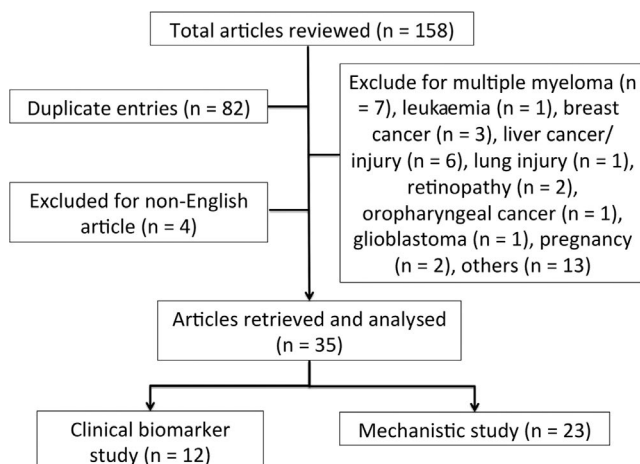 Total articles reviewed (n = 158)
Duplicate entries (n = 82)
Exclude for multiple myeloma (n
= 7), leukaemia (n = 1), breast
cancer (n = 3), liver cancer/
injury (n = 6), lung injury (n = 1),
retinopathy (n = 2),
oropharyngeal cancer (n = 1),
glioblastoma (n = 1), pregnancy
(n = 2), others (n = 13)
Excluded for non-English
article (n = 4)
Articles retrieved and analysed
(n = 35)
Clinical biomarker
study (n = 12)
Mechanistic study (n = 23)